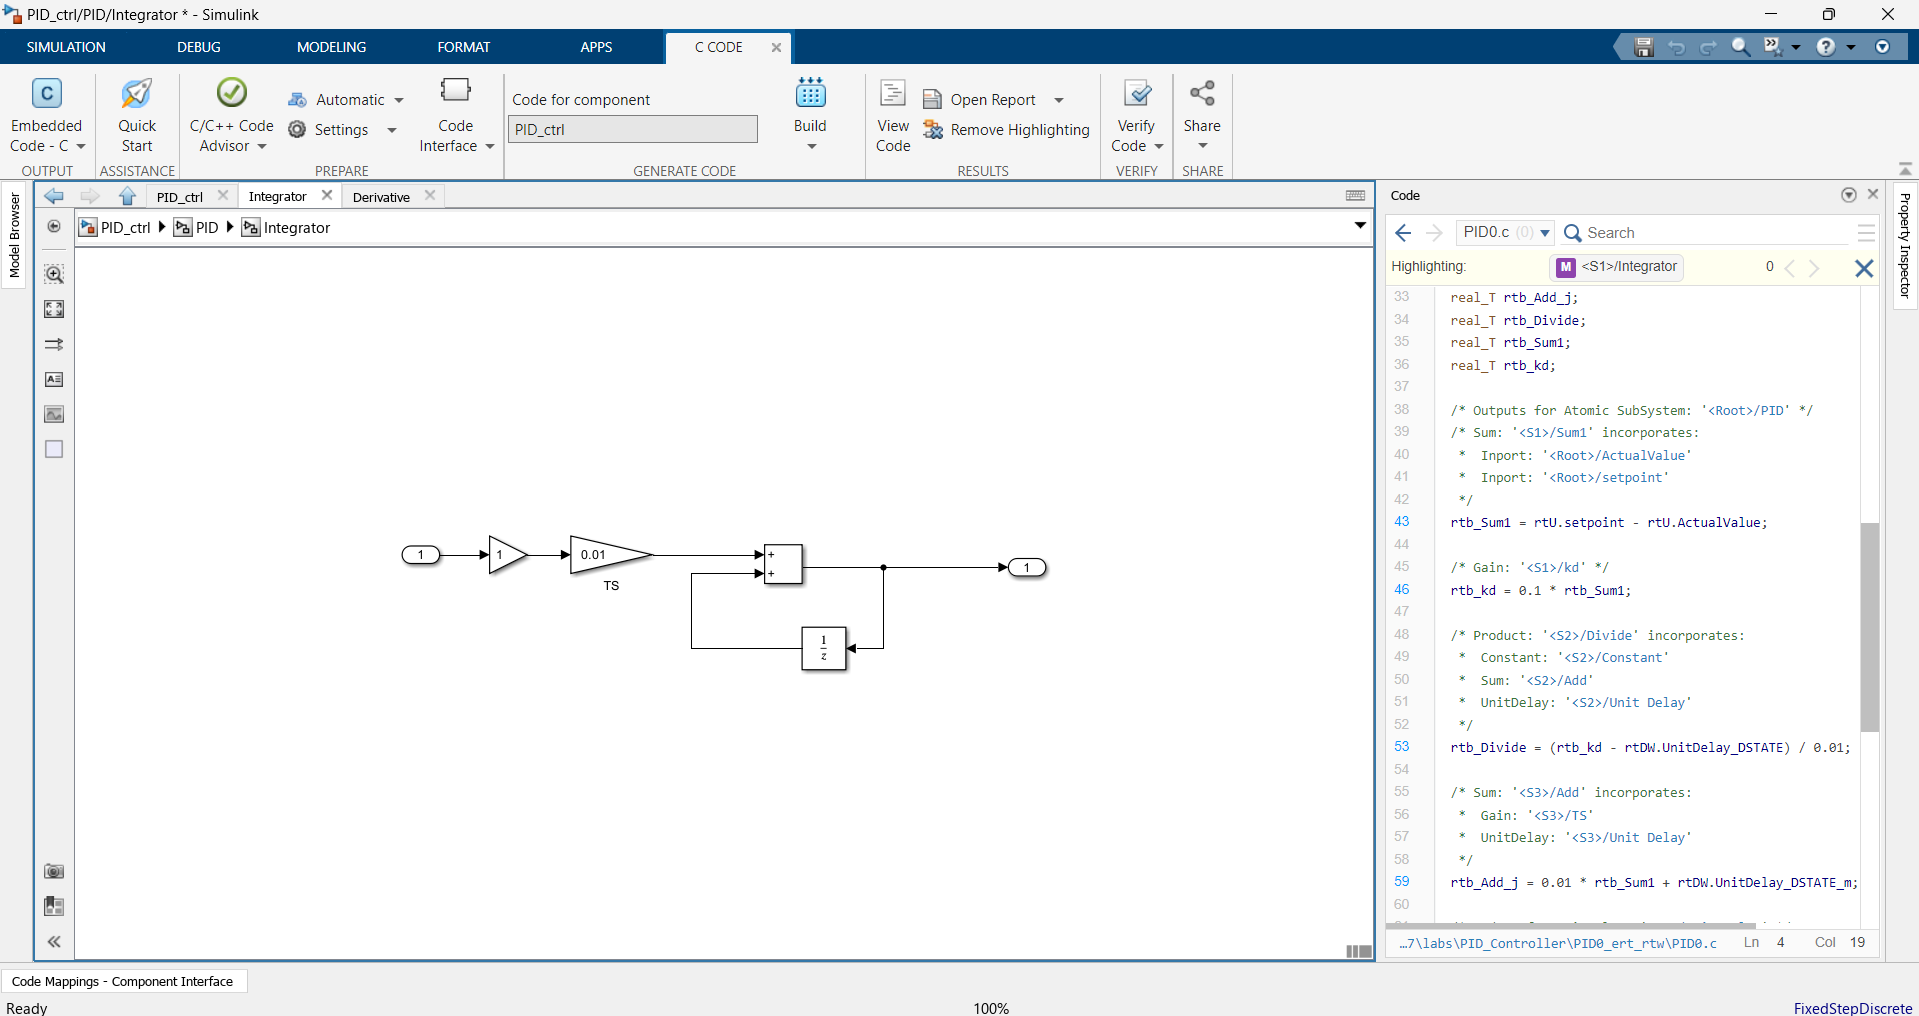 PID_ctrl/PID/Integrator * - Simulink
SIMULATION DEBUG MODELING FORMAT APPS C CODE
Embedded Code - C
Quick Start
C/C++ Code Advisor
Automatic
Settings
Code Interface
Code for component
PID_ctrl
Build
View Code
Open Report
Remove Highlighting
Verify Code
Share
OUTPUT ASSISTANCE PREPARE GENERATE CODE RESULTS VERIFY SHARE
Model Browser
PID_ctrl Integrator Derivative
PID_ctrl PID Integrator
1 1 0.01 + + 1
TS
1
z
Code
PID0.c (0) Search
Highlighting: M <S1>/Integrator 0
33 real_T rtb_Add_j;
34 real_T rtb_Divide;
35 real_T rtb_Sum1;
36 real_T rtb_kd;
37
38 /* Outputs for Atomic SubSystem: '<Root>/PID' */
39 /* Sum: '<S1>/Sum1' incorporates:
40 * Inport: '<Root>/ActualValue'
41 * Inport: '<Root>/setpoint'
42 */
43 rtb_Sum1 = rtU.setpoint - rtU.ActualValue;
44
45 /* Gain: '<S1>/kd' */
46 rtb_kd = 0.1 * rtb_Sum1;
47
48 /* Product: '<S2>/Divide' incorporates:
49 * Constant: '<S2>/Constant'
50 * Sum: '<S2>/Add'
51 * UnitDelay: '<S2>/Unit Delay'
52 */
53 rtb_Divide = (rtb_kd - rtDW.UnitDelay_DSTATE) / 0.01;
54
55 /* Sum: '<S3>/Add' incorporates:
56 * Gain: '<S3>/TS'
57 * UnitDelay: '<S3>/Unit Delay'
58 */
59 rtb_Add_j = 0.01 * rtb_Sum1 + rtDW.UnitDelay_DSTATE_m;
60
…7\labs\PID_Controller\PID0_ert_rtw\PID0.c Ln 4 Col 19
Property Inspector
Code Mappings - Component Interface
Ready 100% FixedStepDiscrete